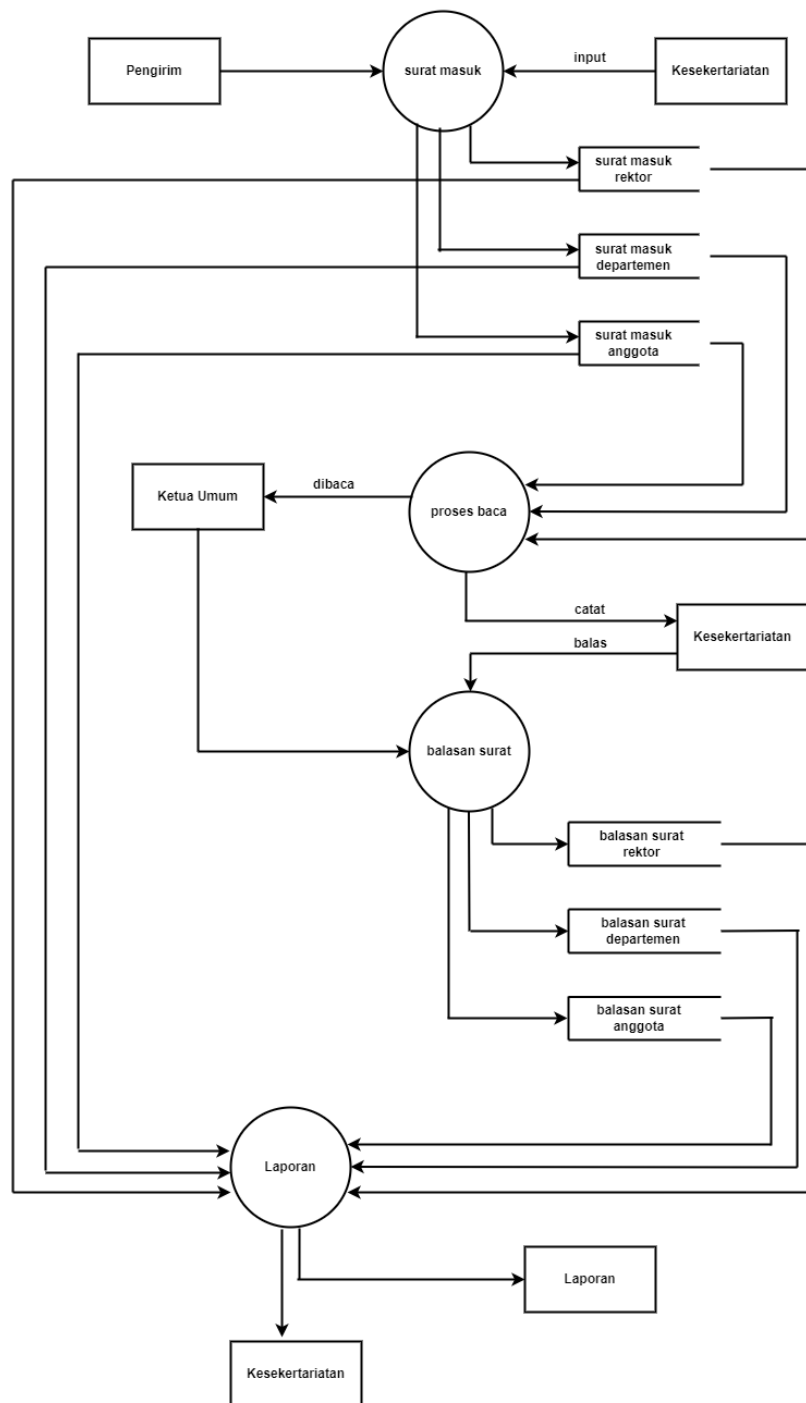 Pengirim
surat masuk
input
Kesekertariatan
surat masuk
rektor
surat masuk
departemen
surat masuk
anggota
Ketua Umum
dibaca
proses baca
catat
Kesekertariatan
balas
balasan surat
balasan surat
rektor
balasan surat
departemen
balasan surat
anggota
Laporan
Laporan
Kesekertariatan